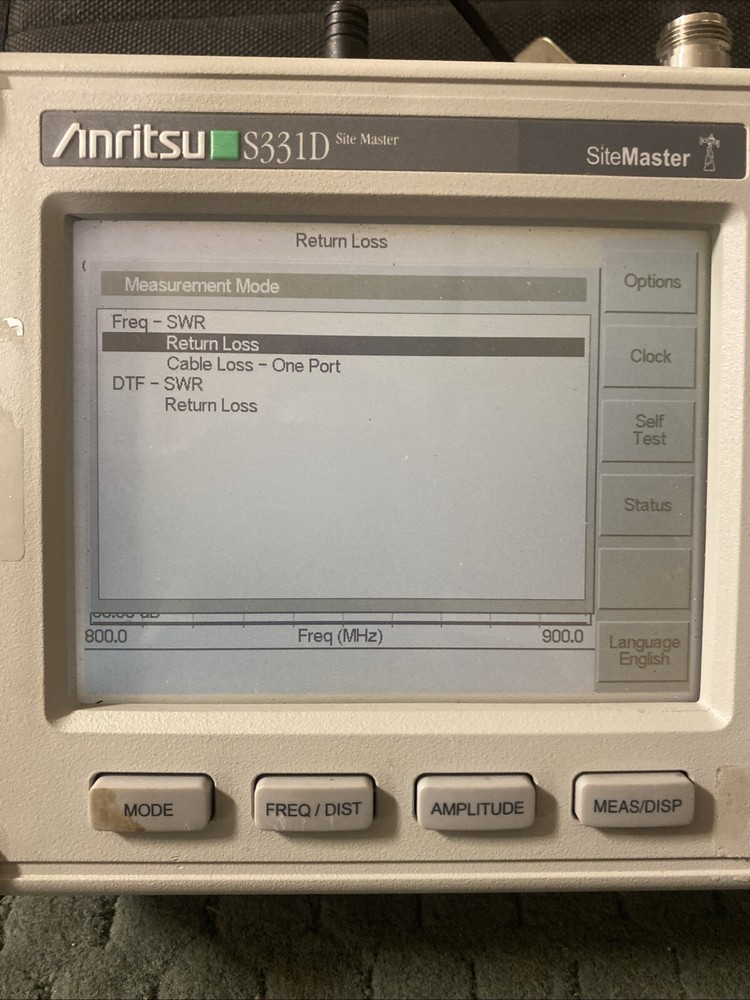 Anritsu S331D Site Master
SiteMaster
Return Loss
Measurement Mode
Freq – SWR
Return Loss
Cable Loss – One Port
DTF – SWR
Return Loss
800.0 Freq (MHz) 900.0
Options
Clock
Self
Test
Status
Language
English
MODE FREQ / DIST AMPLITUDE MEAS/DISP